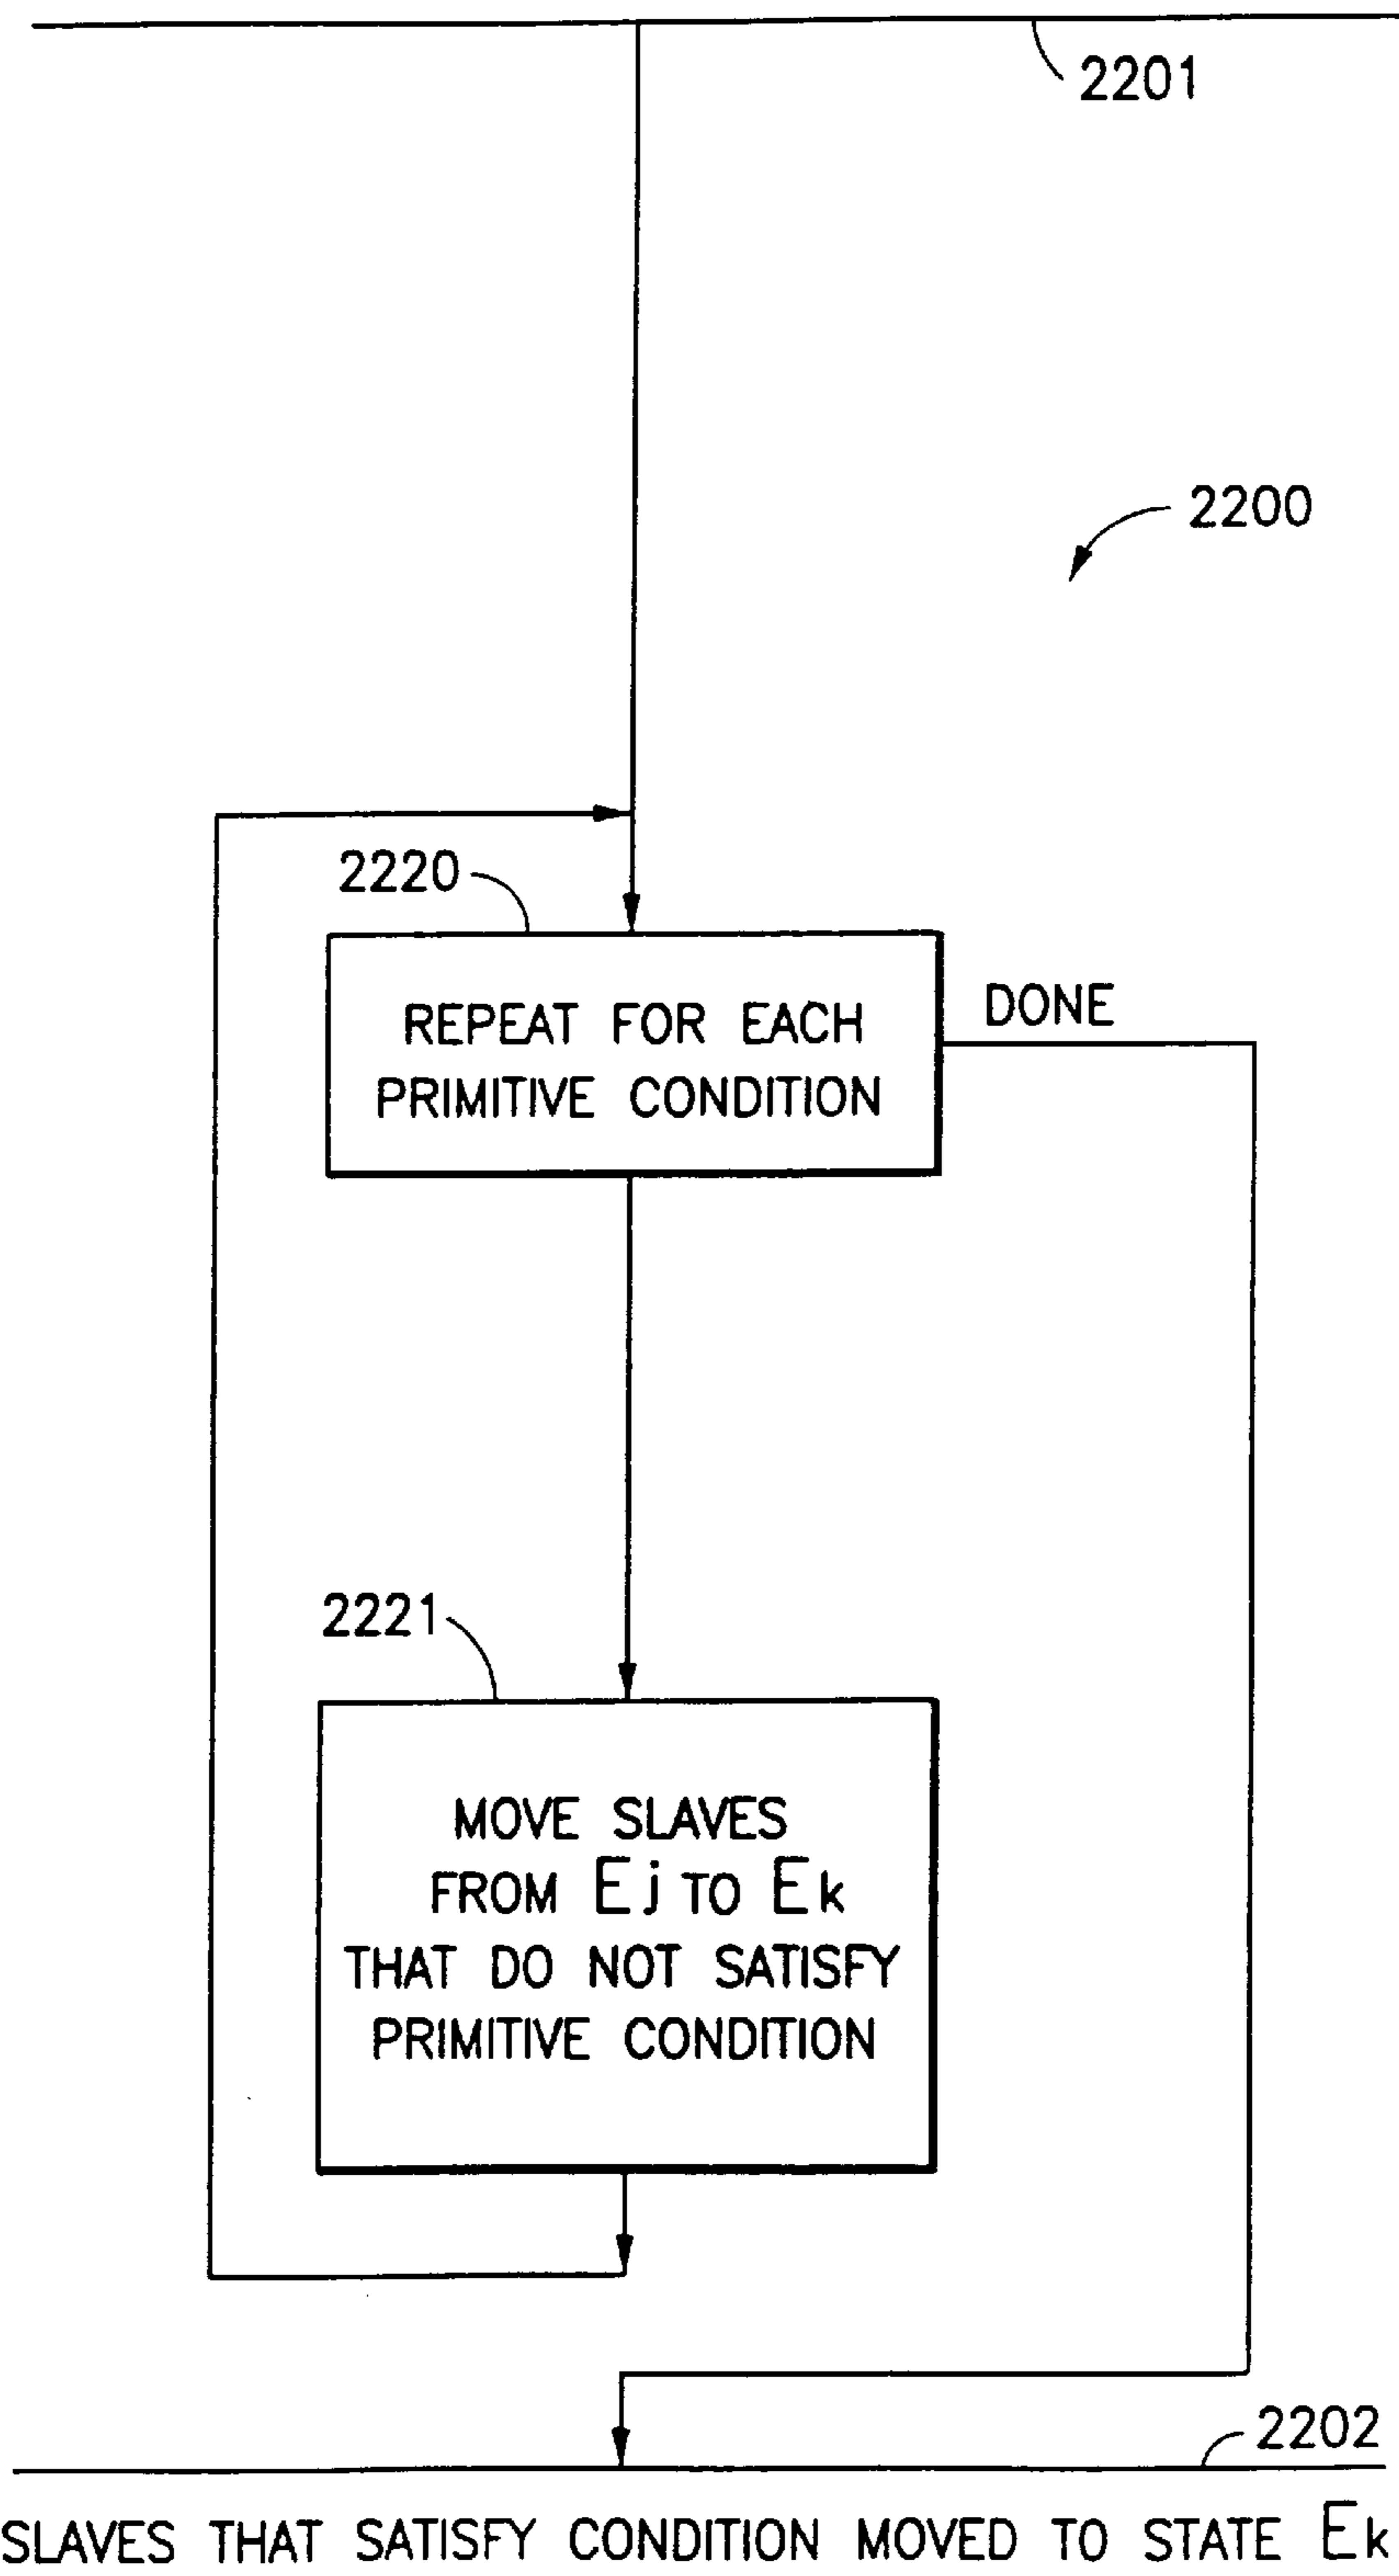 2201
2200
2220
REPEAT FOR EACH
PRIMITIVE CONDITION
DONE
2221
MOVE SLAVES
FROM Ej TO Ek
THAT DO NOT SATISFY
PRIMITIVE CONDITION
2202
SLAVES THAT SATISFY CONDITION MOVED TO STATE Ek